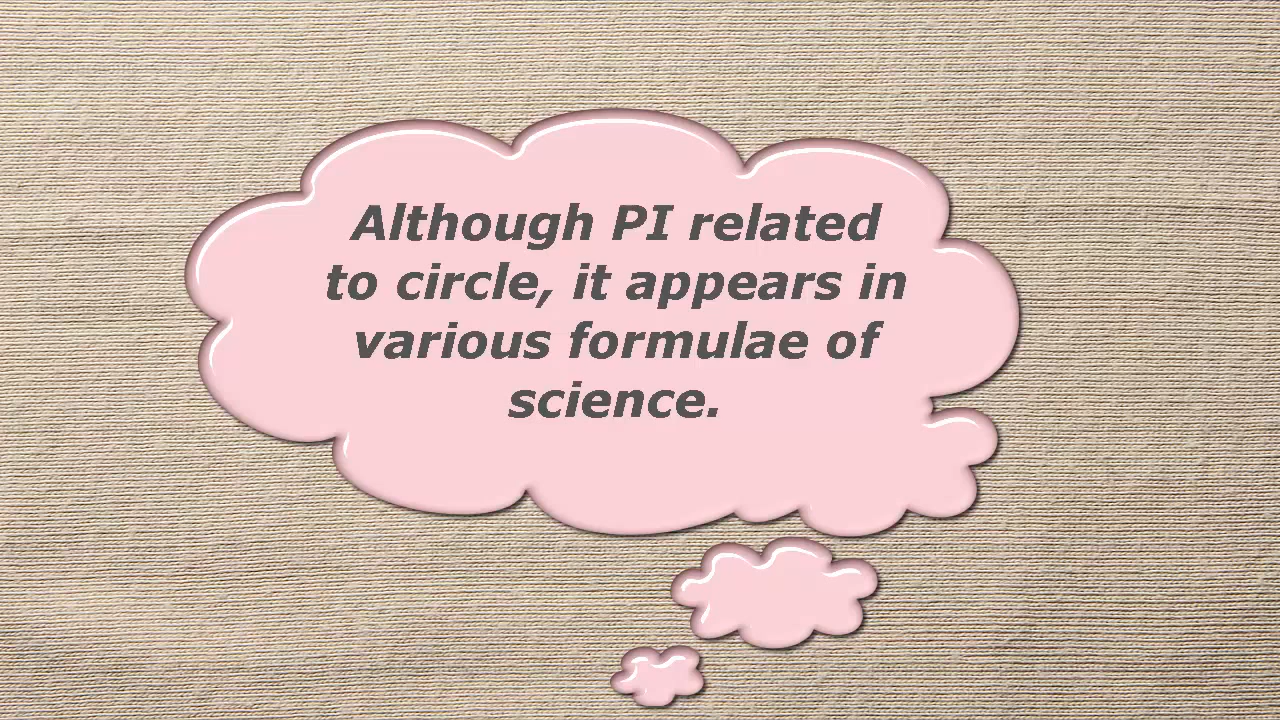 Although PI related
to circle, it appears in
various formulae of
science.